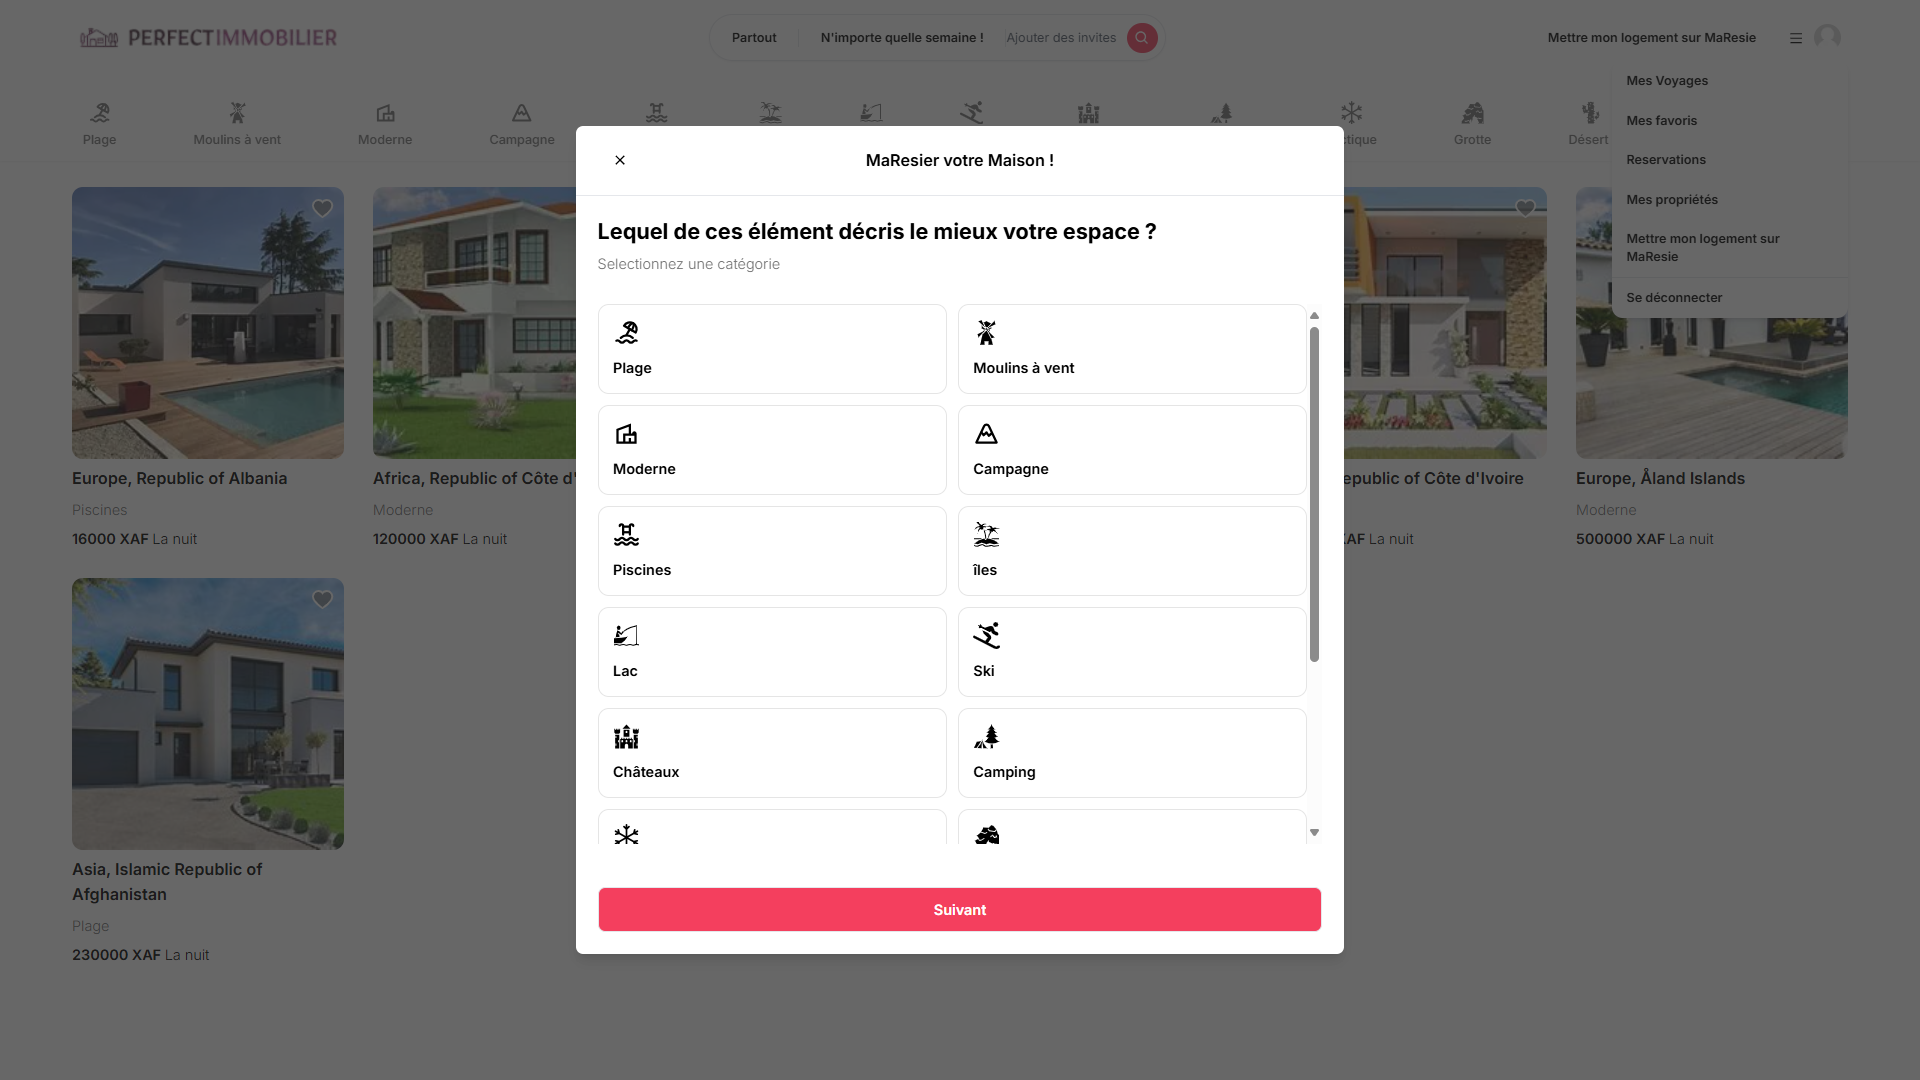 PERFECTIMMOBILIER
Partout
N'importe quelle semaine !
Ajouter des invites
Mettre mon logement sur MaResie
Mes Voyages
Mes favoris
Reservations
Mes propriétés
Mettre mon logement sur
MaResie
Se déconnecter
Plage
Moulins à vent
Moderne
Campagne
Grotte
Désert
MaResier votre Maison !
Lequel de ces élément décris le mieux votre espace ?
Selectionnez une catégorie
Plage
Moulins à vent
Moderne
Campagne
Piscines
îles
Lac
Ski
Châteaux
Camping
Suivant
Europe, Republic of Albania
Piscines
16000 XAF La nuit
Africa, Republic of Côte d'
Moderne
120000 XAF La nuit
epublic of Côte d'Ivoire
XAF La nuit
Europe, Åland Islands
Moderne
500000 XAF La nuit
Asia, Islamic Republic of
Afghanistan
Plage
230000 XAF La nuit